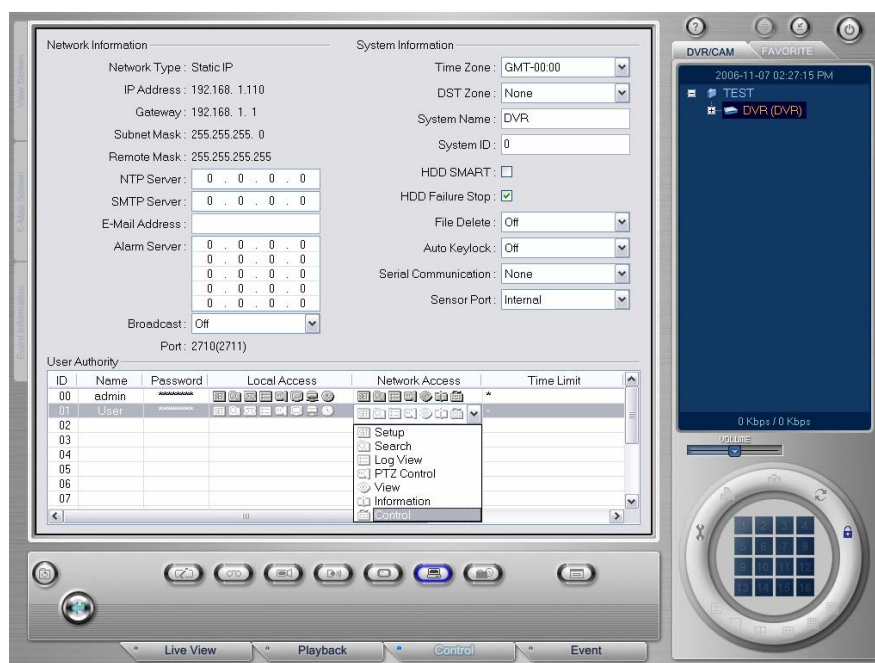 Network Information
Network Type : Static IP
IP Address : 192.168. 1.110
Gateway : 192.168. 1. 1
Subnet Mask : 255.255.255. 0
Remote Mask : 255.255.255.255
NTP Server : 0 . 0 . 0 . 0
SMTP Server : 0 . 0 . 0 . 0
E-Mail Address :
Alarm Server : 0 . 0 . 0 . 0
0 . 0 . 0 . 0
0 . 0 . 0 . 0
0 . 0 . 0 . 0
0 . 0 . 0 . 0
Broadcast : Off
Port : 2710(2711)
System Information
Time Zone : GMT-00:00
DST Zone : None
System Name : DVR
System ID : 0
HDD SMART :
HDD Failure Stop :
File Delete : Off
Auto Keylock : Off
Serial Communication : None
Sensor Port : Internal
User Authority
ID Name Password Local Access Network Access Time Limit
00 admin ********* *
01 User ********* *
02
03
04
05
06
07
Setup
Search
Log View
PTZ Control
View
Information
Control
View Screen
E-Map Screen
Event Information
Live View
Playback
Control
Event
DVR/CAM
FAVORITE
2006-11-07 02:27:15 PM
TEST
DVR (DVR)
0 Kbps / 0 Kbps
VOLUME
1 2 3 4
5 6 7 8
9 10 11 12
13 14 15 16